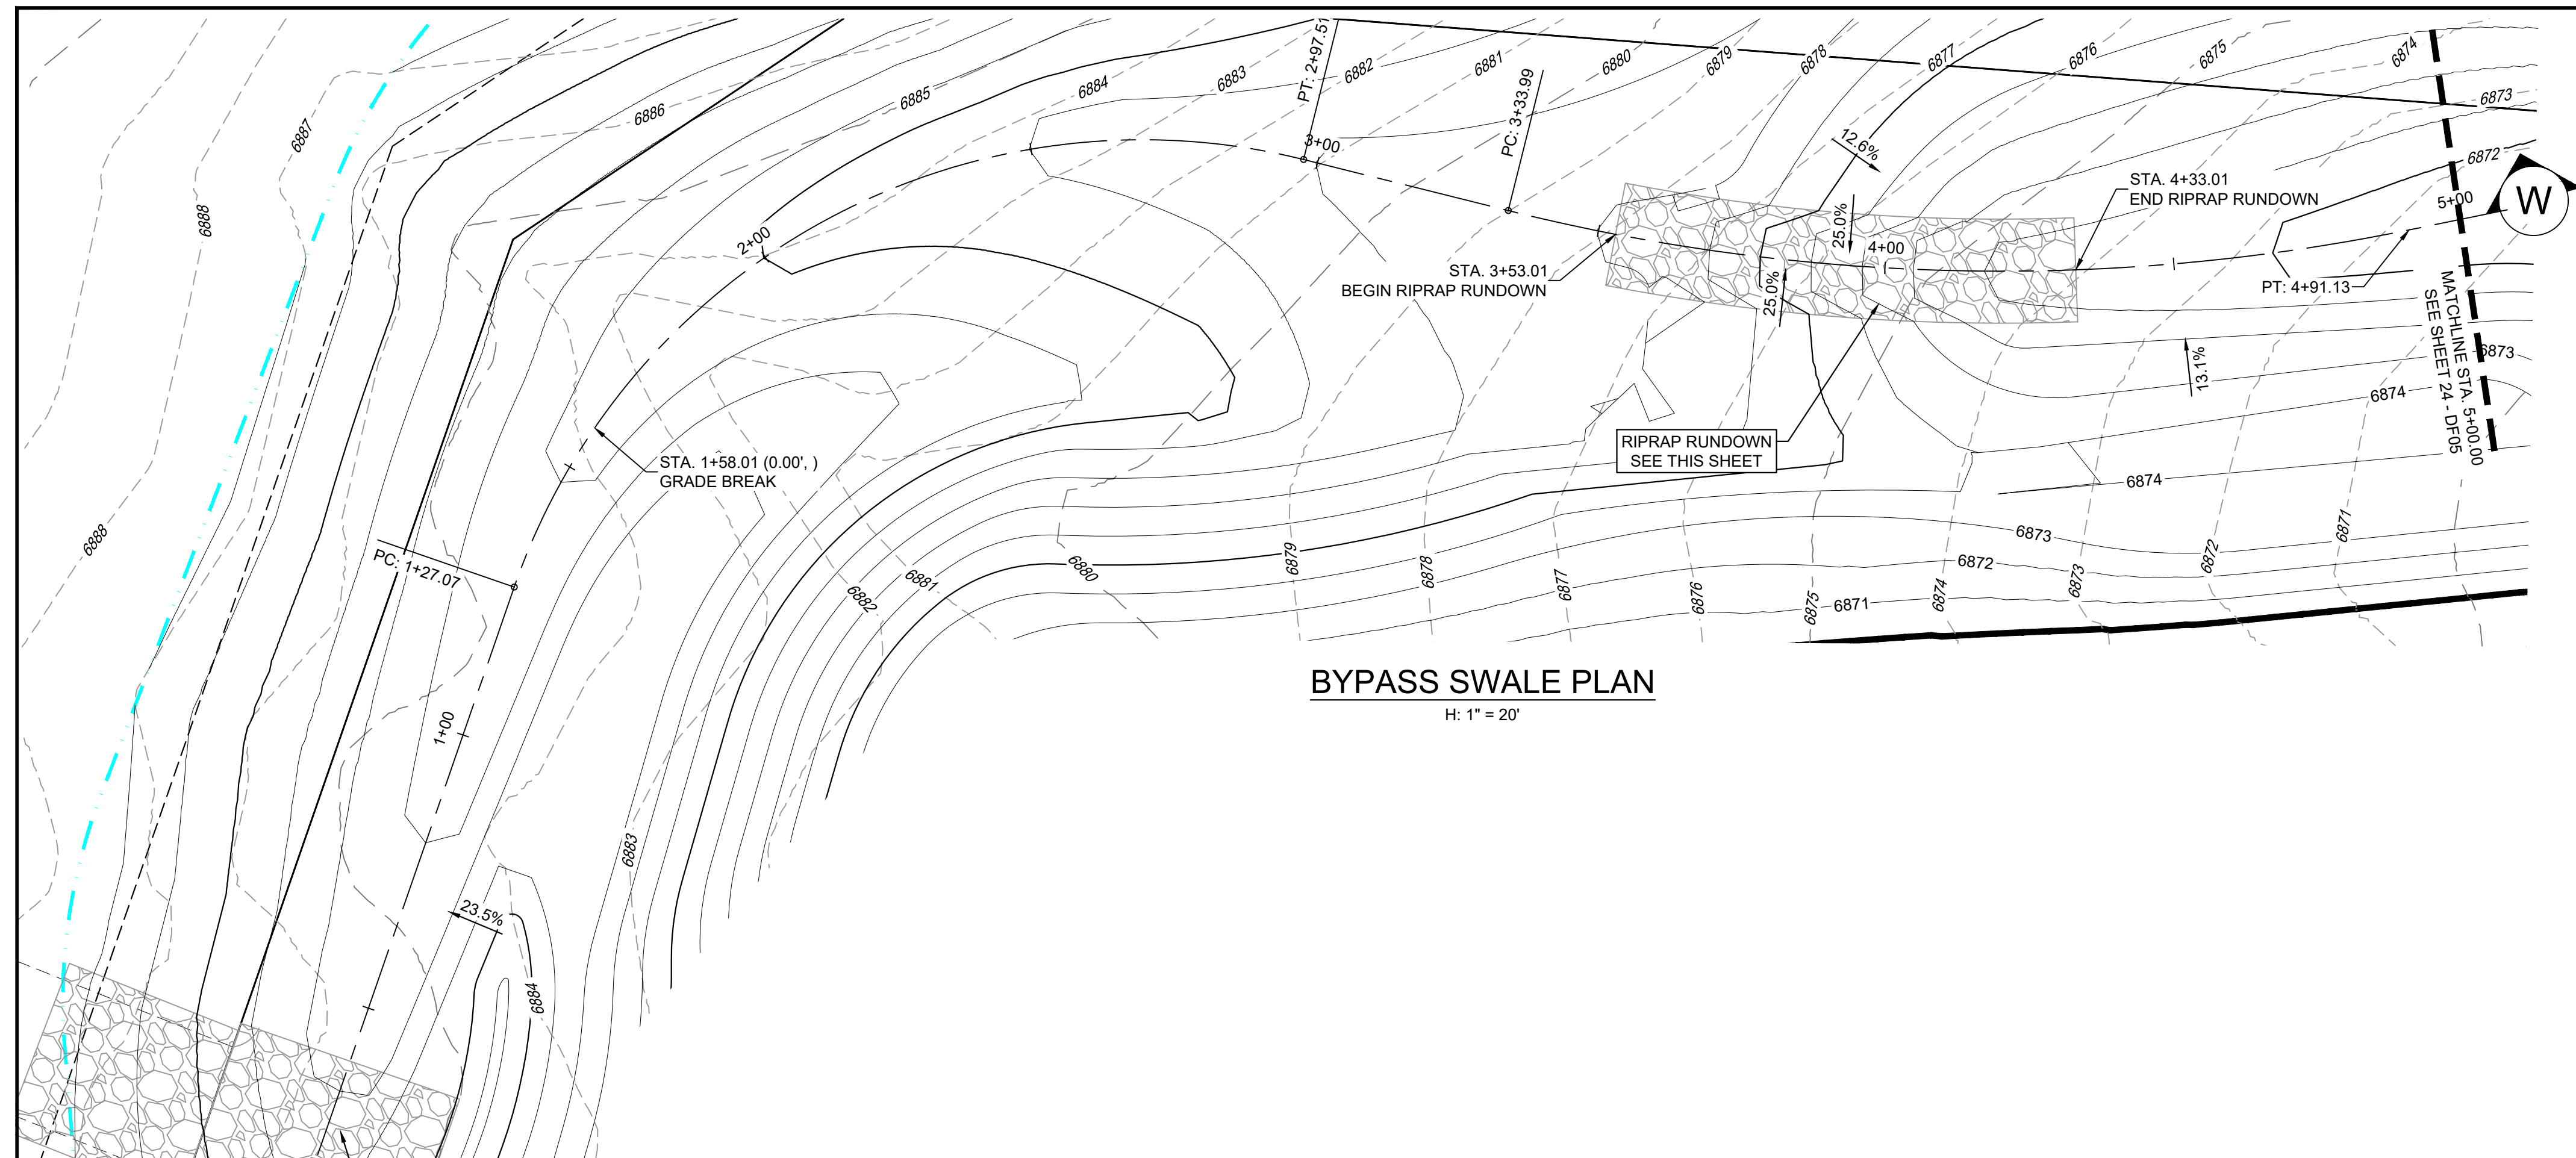 6888
6887
6886
6885
6884
6883
6882
6881
6880
6879
6878
6877
6876
6875
6874
6873
6872
PT: 2+97.51
PC: 3+33.99
3+00
2+00
12.6%
25.0%
25.0%
4+00
STA. 4+33.01
END RIPRAP RUNDOWN
5+00
W
PT: 4+91.13
STA. 3+53.01
BEGIN RIPRAP RUNDOWN
MATCHLINE STA. 5+00.00
SEE SHEET 24 - DF05
13.1%
6873
6874
RIPRAP RUNDOWN
SEE THIS SHEET
STA. 1+58.01 (0.00', )
GRADE BREAK
6874
6873
6872
6871
6888
PC: 1+27.07
6882
6881
6880
6879
6878
6877
6876
6875
6874
6873
6872
6871
1+00
6883
23.5%
6884
BYPASS SWALE PLAN
H: 1" = 20'